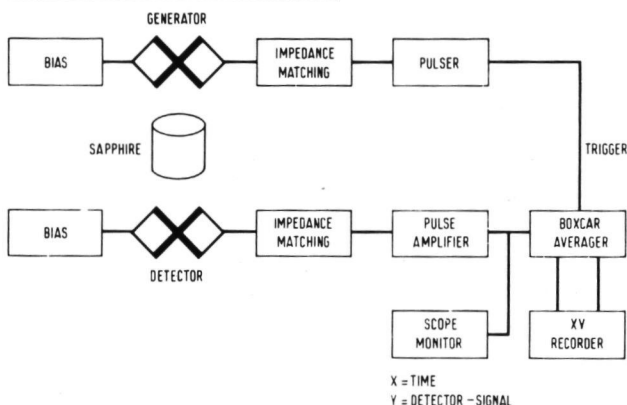 GENERATOR
BIAS
IMPEDANCE
MATCHING
PULSER
SAPPHIRE
TRIGGER
BIAS
IMPEDANCE
MATCHING
PULSE
AMPLIFIER
BOXCAR
AVERAGER
DETECTOR
SCOPE
MONITOR
XY
RECORDER
X = TIME
Y = DETECTOR - SIGNAL